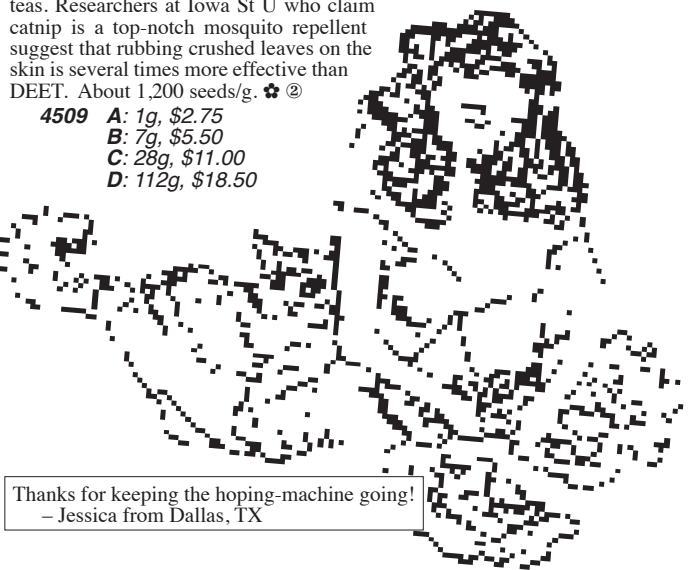 teas. Researchers at Iowa St U who claim
catnip is a top-notch mosquito repellent
suggest that rubbing crushed leaves on the
skin is several times more effective than
DEET. About 1,200 seeds/g. ✿ ②
4509 A: 1g, $2.75
B: 7g, $5.50
C: 28g, $11.00
D: 112g, $18.50
Thanks for keeping the hoping-machine going!
– Jessica from Dallas, TX